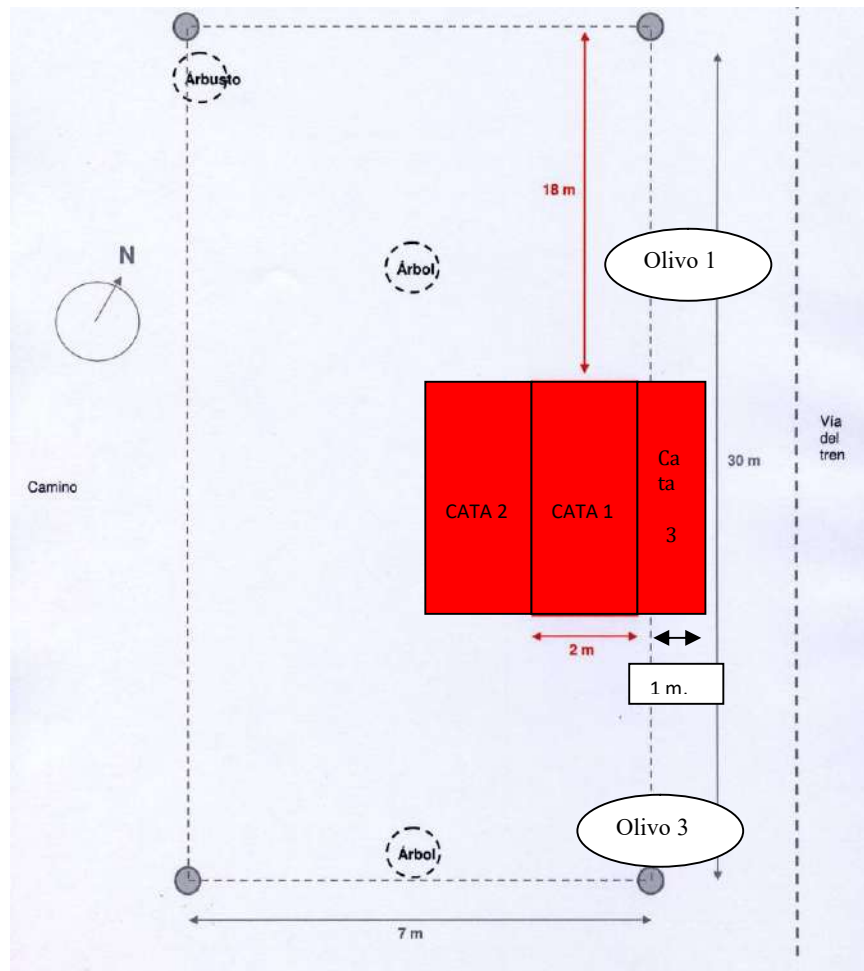 Árbusto
18 m
Olivo 1
N
Árbol
Ca
ta
3
Vía
del
tren
30 m
Camino
CATA 2
CATA 1
2 m
1 m.
Olivo 3
Árbol
7 m